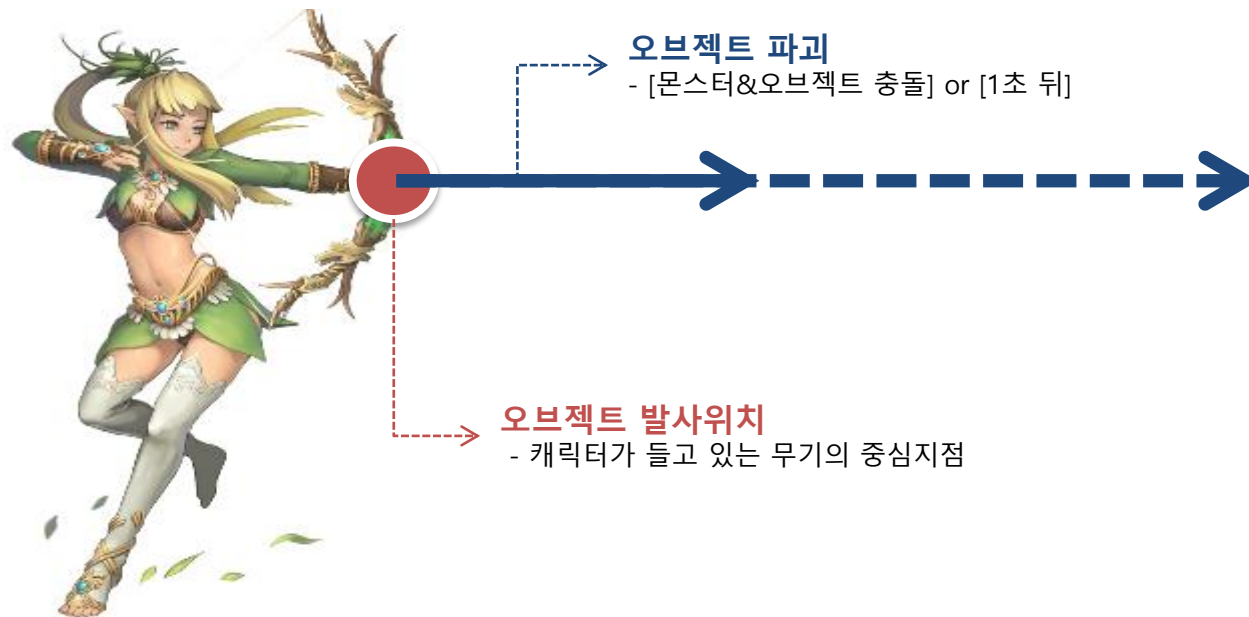 오브젝트 파괴
- [몬스터&오브젝트 충돌] or [1초 뒤]
오브젝트 발사위치
- 캐릭터가 들고 있는 무기의 중심지점